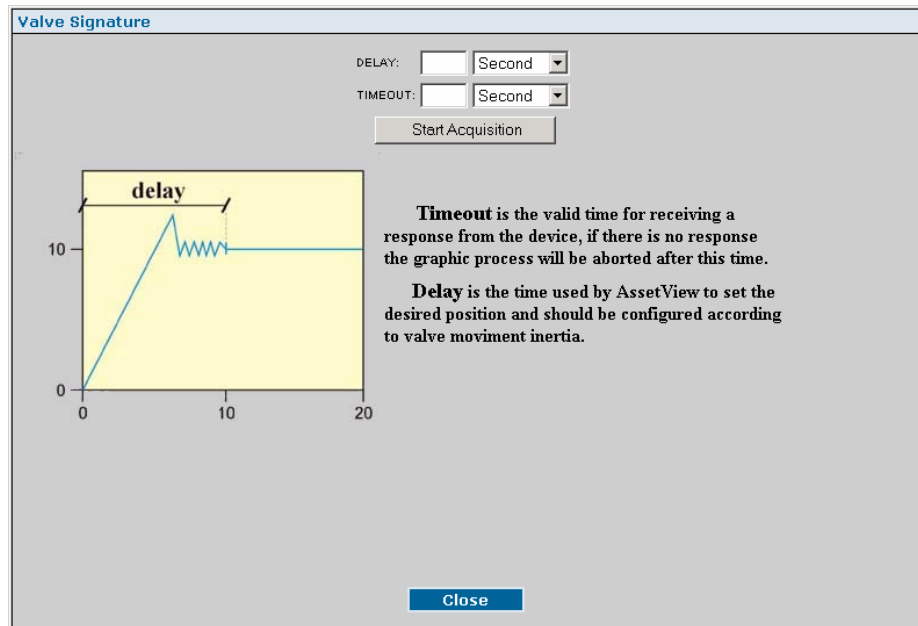 Valve Signature
DELAY: Second
TIMEOUT: Second
Start Acquisition
delay
10
0
0 10 20
Timeout is the valid time for receiving a
response from the device, if there is no response
the graphic process will be aborted after this time.
Delay is the time used by AssetView to set the
desired position and should be configured according
to valve moviment inertia.
Close